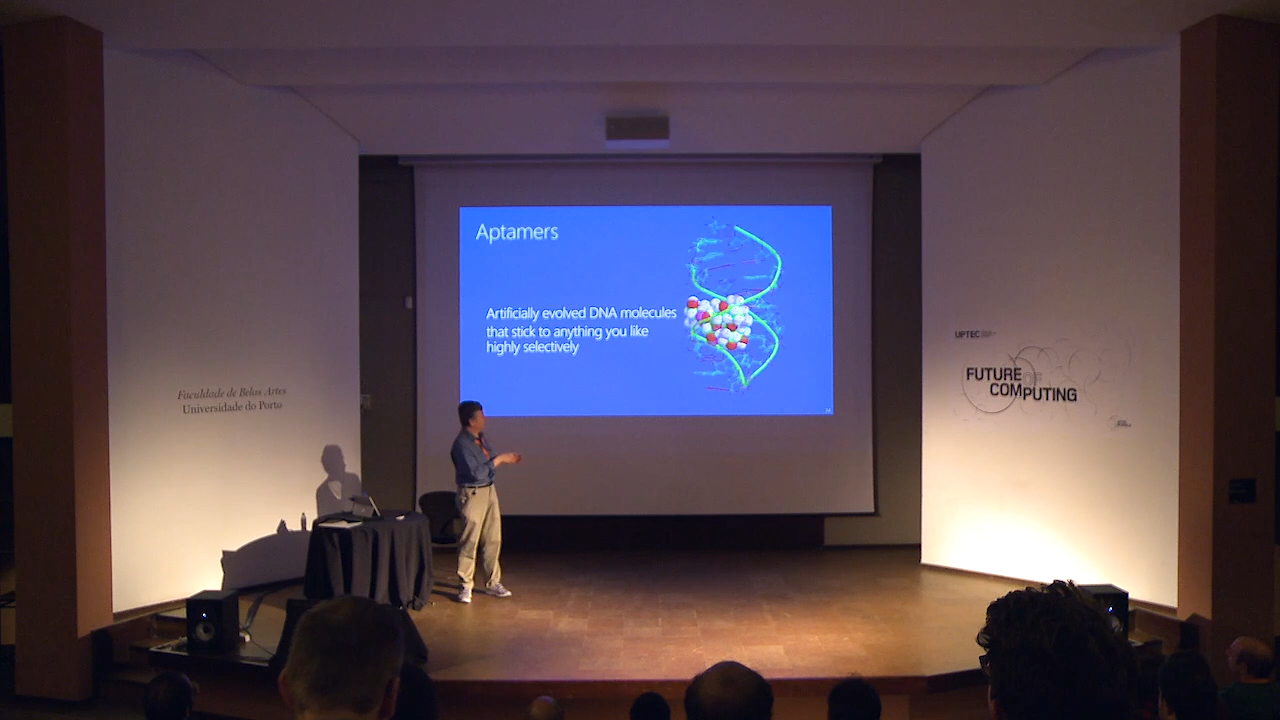 Aptamers
Artificially evolved DNA molecules
that stick to anything you like
highly selectively
Faculdade de Belas Artes
Universidade do Porto
UPTEC
FUTURE OF
COMPUTING